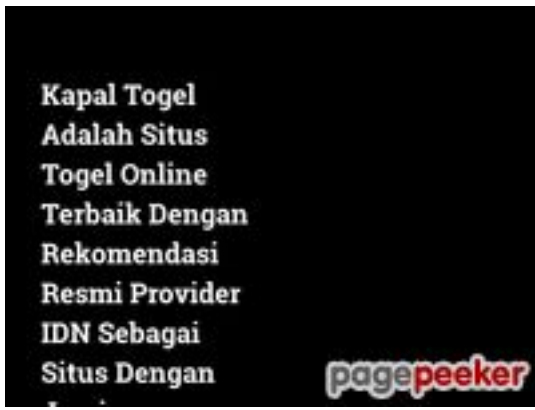 Kapal Togel
Adalah Situs
Togel Online
Terbaik Dengan
Rekomendasi
Resmi Provider
IDN Sebagai
Situs Dengan
pagepeeker